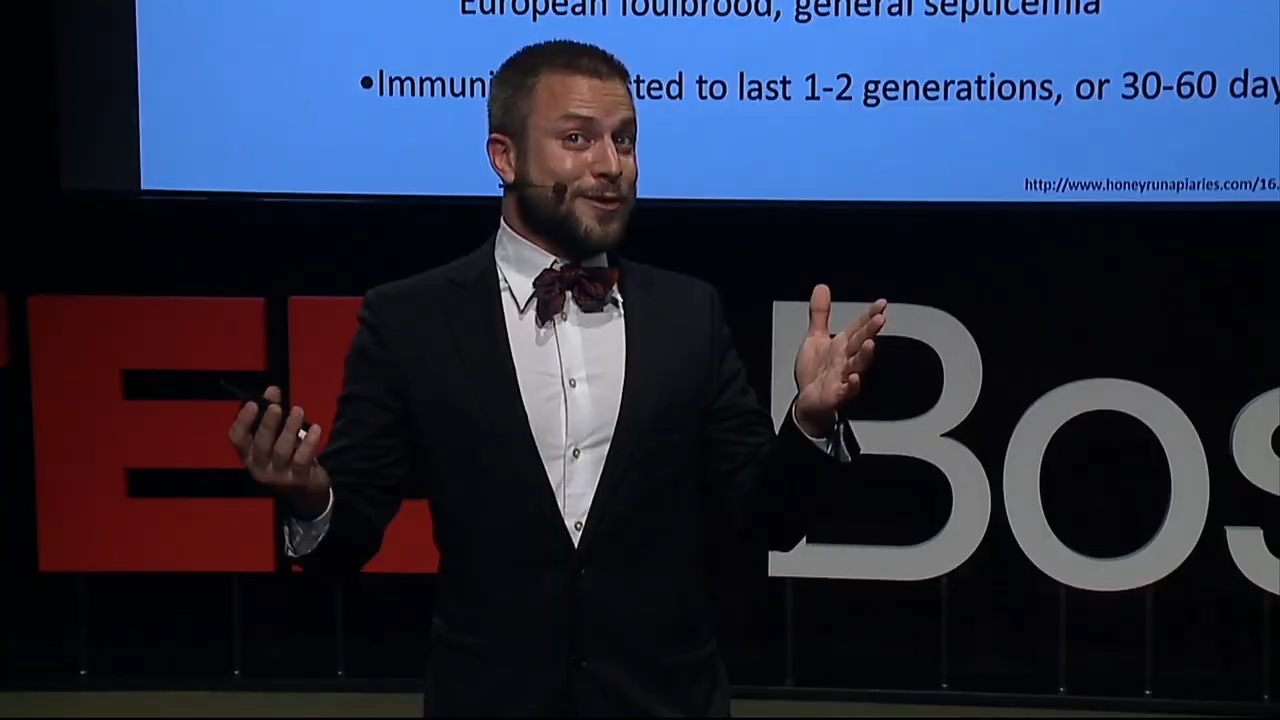 European foulbrood, general septicemia
•Immuni ted to last 1-2 generations, or 30-60 day
http://www.honeyrunapiaries.com/16.
TED Bos